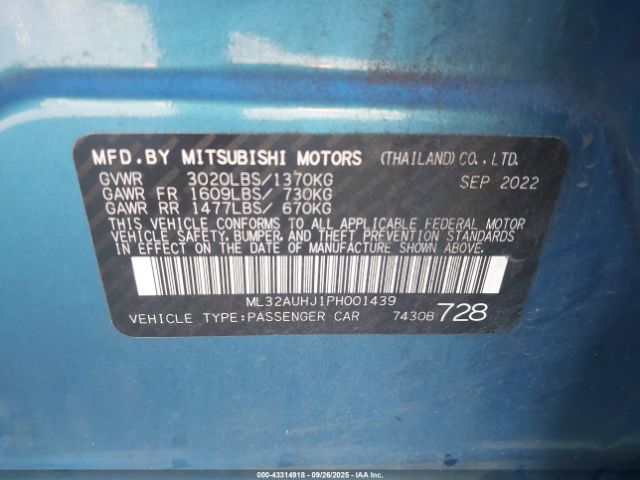 MFD.BY MITSUBISHI MOTORS (THAILAND)CO.,LTD.
GVWR 3020LBS/1370KG SEP 2022
GAWR FR 1609LBS/ 730KG
GAWR RR 1477LBS/ 670KG
THIS VEHICLE CONFORMS TO ALL APPLICABLE FEDERAL MOTOR
VEHICLE SAFETY, BUMPER, AND THEFT PREVENTION STANDARDS
IN EFFECT ON THE DATE OF MANUFACTURE SHOWN ABOVE.
ML32AUHJ1PH001439
VEHICLE TYPE:PASSENGER CAR 7430B 728
000-43314918 - 09/26/2025 - IAA Inc.